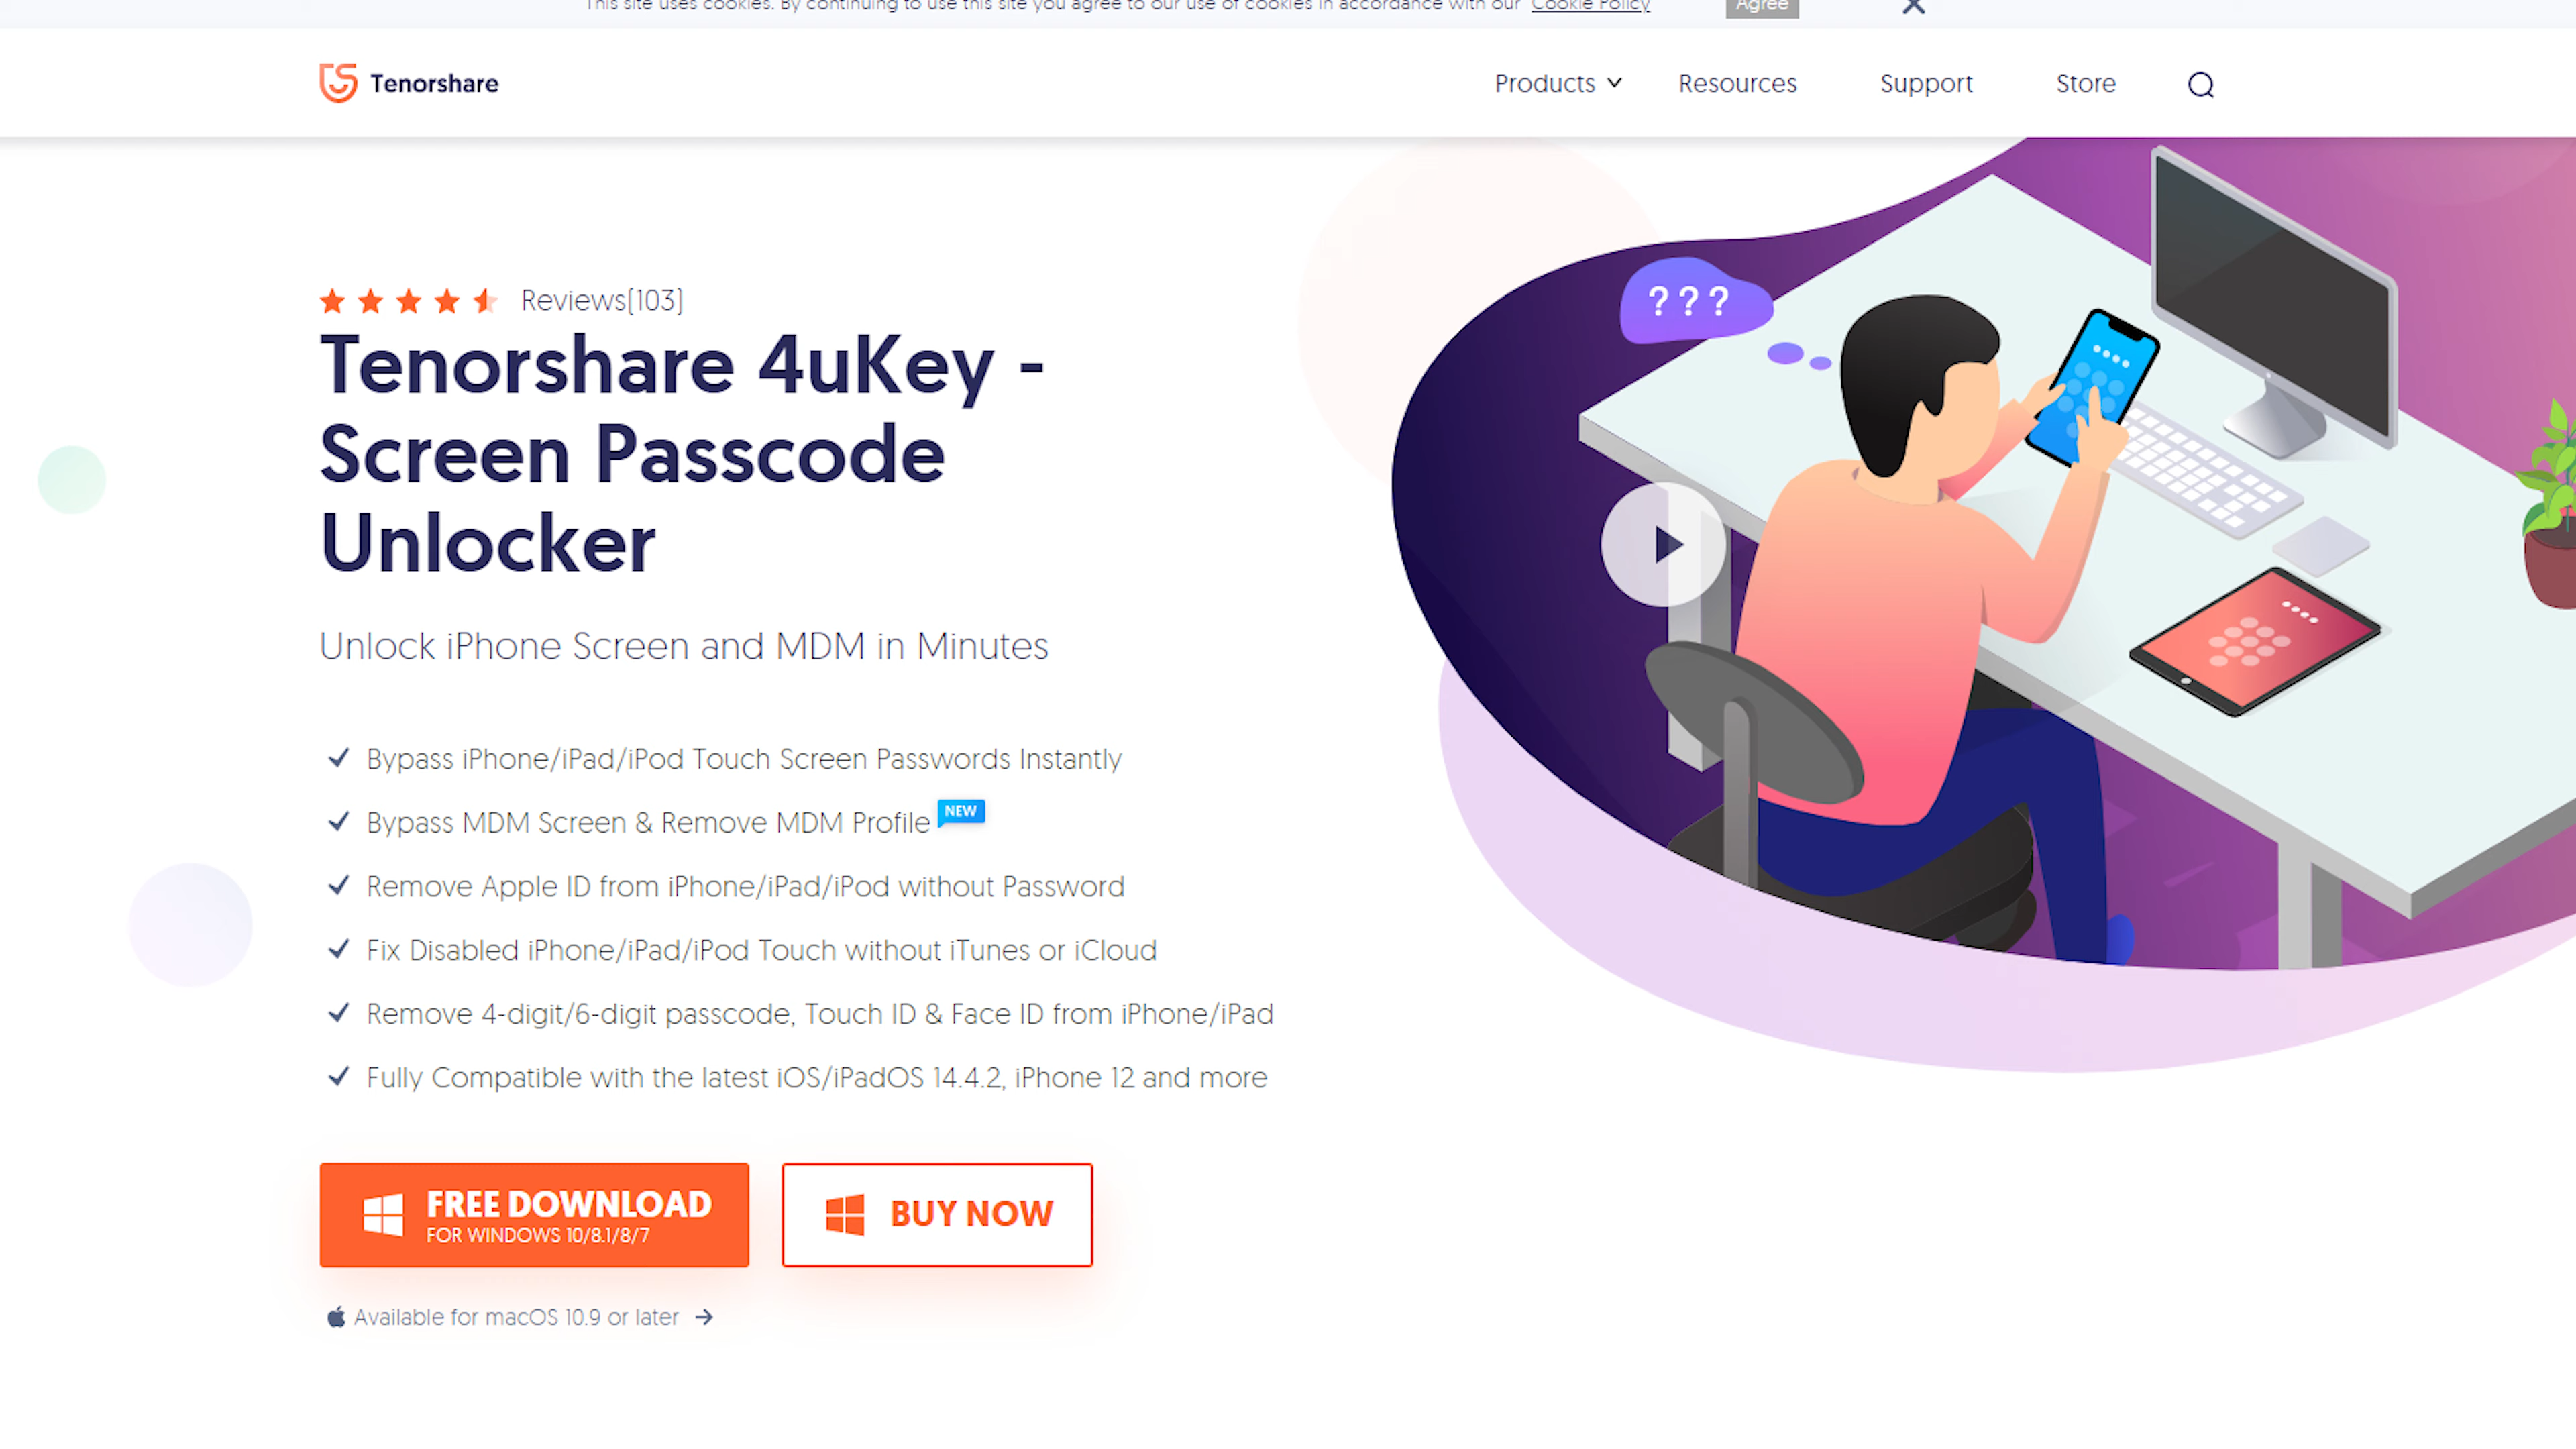 This site uses cookies. By continuing to use this site you agree to our use of cookies in accordance with our Cookie Policy Agree
Tenorshare
Products Resources Support Store
Reviews(103)
Tenorshare 4uKey -
Screen Passcode
Unlocker
???
Unlock iPhone Screen and MDM in Minutes
Bypass iPhone/iPad/iPod Touch Screen Passwords Instantly
Bypass MDM Screen & Remove MDM Profile NEW
Remove Apple ID from iPhone/iPad/iPod without Password
Fix Disabled iPhone/iPad/iPod Touch without iTunes or iCloud
Remove 4-digit/6-digit passcode, Touch ID & Face ID from iPhone/iPad
Fully Compatible with the latest iOS/iPadOS 14.4.2, iPhone 12 and more
FREE DOWNLOAD
FOR WINDOWS 10/8.1/8/7
BUY NOW
Available for macOS 10.9 or later